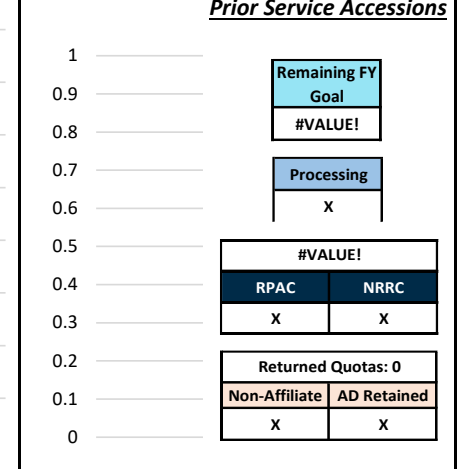 Prior Service Accessions
1
0.9
0.8
0.7
0.6
0.5
0.4
0.3
0.2
0.1
0
Remaining FY
Goal
#VALUE!
Processing
X
#VALUE!
RPAC NRRC
X X
Returned Quotas: 0
Non-Affiliate AD Retained
X X